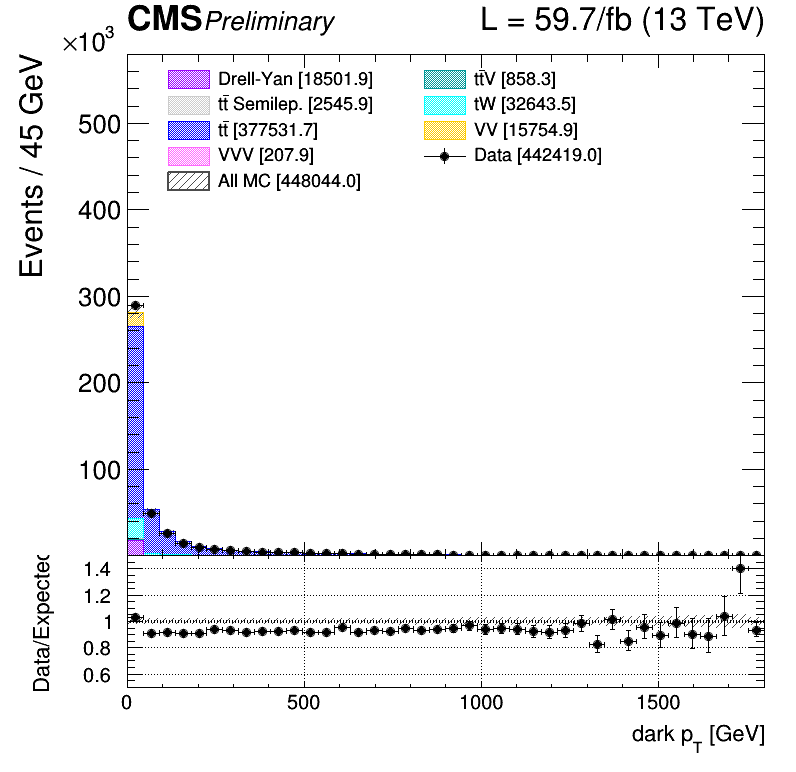 CMS Preliminary L = 59.7/fb (13 TeV)
×10³
Events / 45 GeV
Drell-Yan [18501.9]
tt̄ Semilep. [2545.9]
tt̄ [377531.7]
VVV [207.9]
All MC [448044.0]
tt̄V [858.3]
tW [32643.5]
VV [15754.9]
Data [442419.0]
500
400
300
200
100
Data/Expected
1.4
1.2
1
0.8
0.6
0 500 1000 1500
dark p_T [GeV]